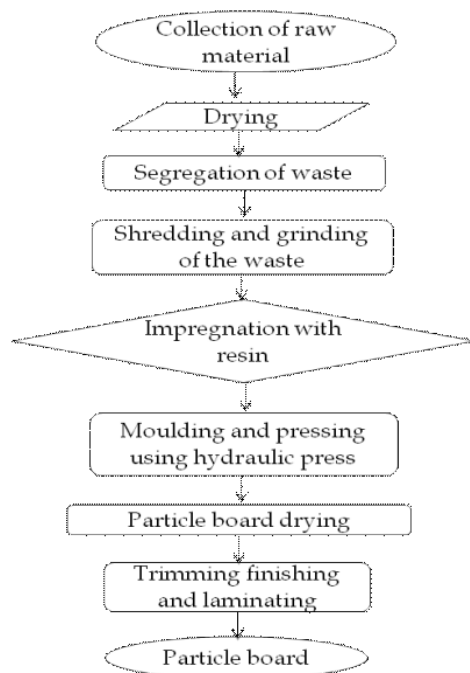 Collection of raw
material
Drying
Segregation of waste
Shredding and grinding
of the waste
Impregnation with
resin
Moulding and pressing
using hydraulic press
Particle board drying
Trimming finishing
and laminating
Particle board